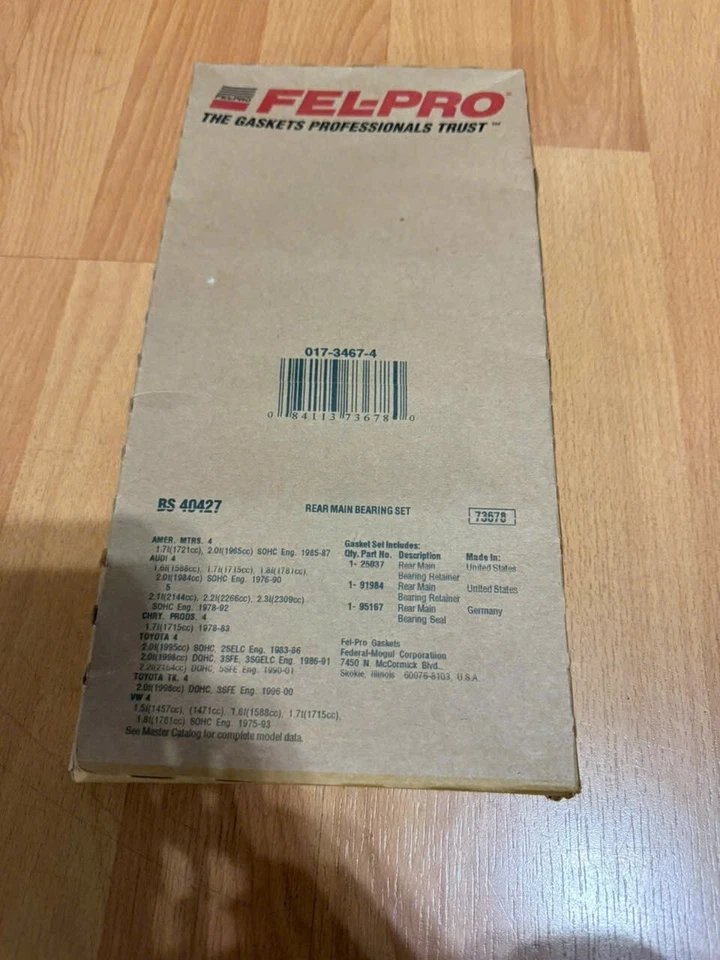 FELPRO
FEL-PRO®
THE GASKETS PROFESSIONALS TRUST™
017-3467-4
0 84113 73678 0
BS 40427
REAR MAIN BEARING SET
73678
AMER. MTRS. 4
1.7l(1721cc), 2.0l(1965cc) SOHC Eng. 1985-87
AUDI 4
1.6l(1588cc), 1.7l(1715cc), 1.8l(1781cc),
2.0l(1984cc) SOHC Eng. 1976-90
5
2.1l(2144cc), 2.2l(2266cc), 2.3l(2309cc)
SOHC Eng. 1978-92
CHRY. PRODS. 4
1.7l(1715cc) 1978-83
TOYOTA 4
2.0l(1995cc) SOHC, 2SELC Eng. 1983-86
2.0l(1998cc) DOHC, 3SFE, 3SGELC Eng. 1986-91
2.2l(2164cc) DOHC, 5SFE Eng. 1990-01
TOYOTA TK. 4
2.0l(1998cc) DOHC, 3SFE Eng. 1996-00
VW 4
1.5l(1457cc), (1471cc), 1.6l(1588cc), 1.7l(1715cc),
1.8l(1781cc) SOHC Eng. 1975-93
See Master Catalog for complete model data.
Gasket Set Includes:
Qty. Part No. Description Made In:
1- 25037 Rear Main United States
Bearing Retainer
1- 91984 Rear Main United States
Bearing Retainer
1- 95167 Rear Main Germany
Bearing Seal
Fel-Pro Gaskets
Federal-Mogul Corporatiion
7450 N. McCormick Blvd.
Skokie, Illinois 60076-8103, U.S.A.